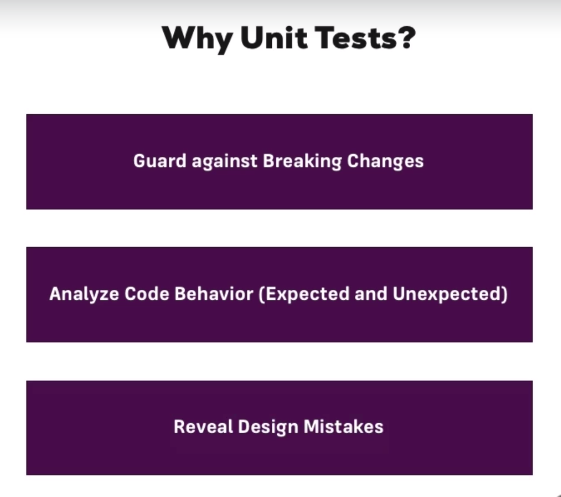 Why Unit Tests?
Guard against Breaking Changes
Analyze Code Behavior (Expected and Unexpected)
Reveal Design Mistakes